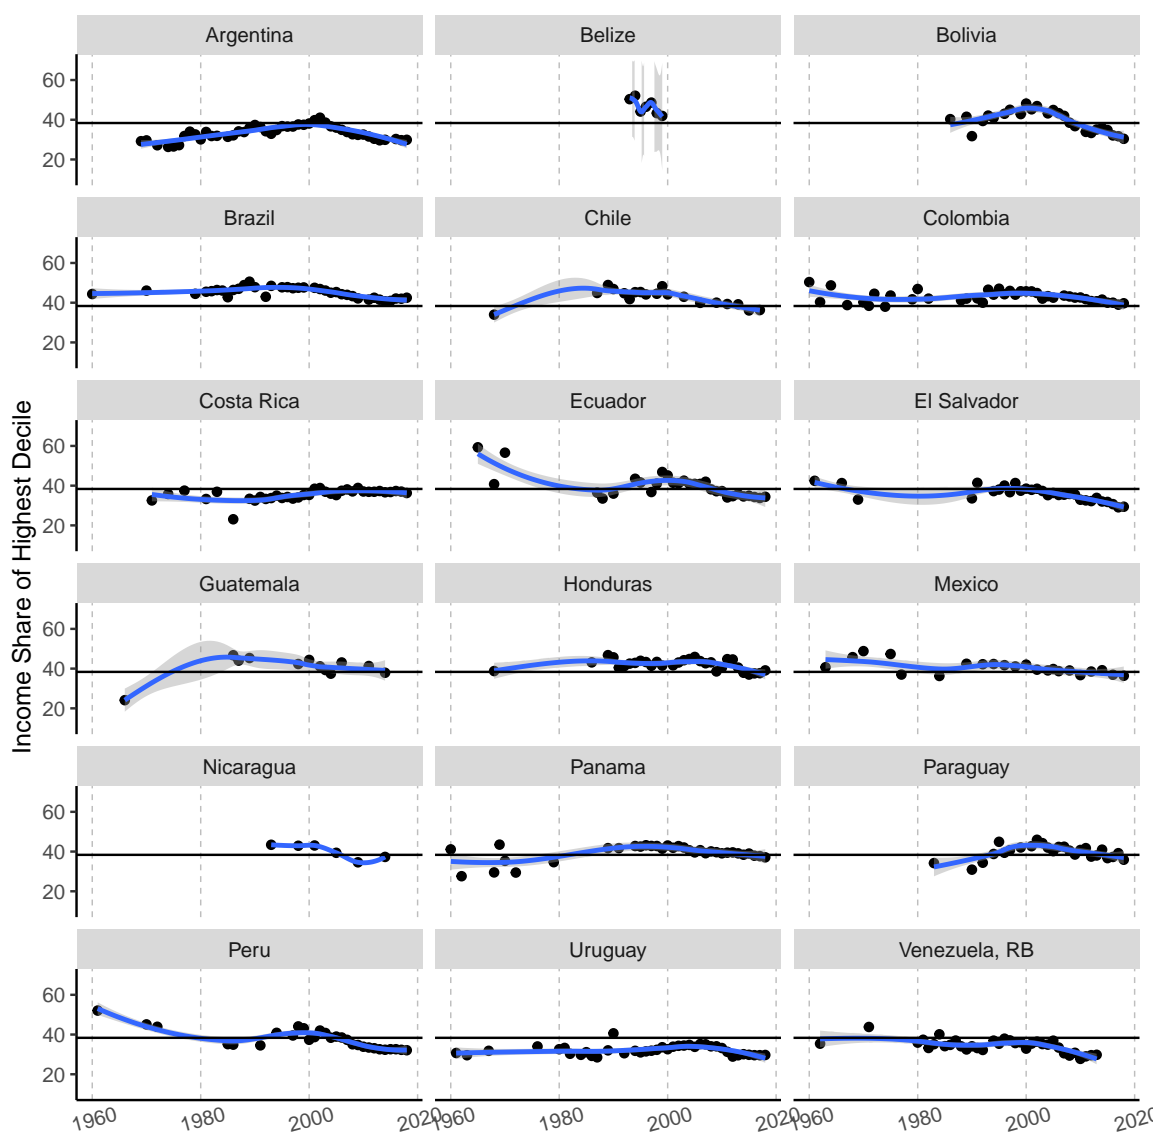 Argentina
Belize
Bolivia
60
40
20
Brazil
Chile
Colombia
60
40
20
Costa Rica
Ecuador
El Salvador
60
40
20
Guatemala
Honduras
Mexico
60
40
20
Nicaragua
Panama
Paraguay
60
40
20
Peru
Uruguay
Venezuela, RB
60
40
20
1960 1980 2000 2020
1960 1980 2000 2020
1960 1980 2000 2020
Income Share of Highest Decile